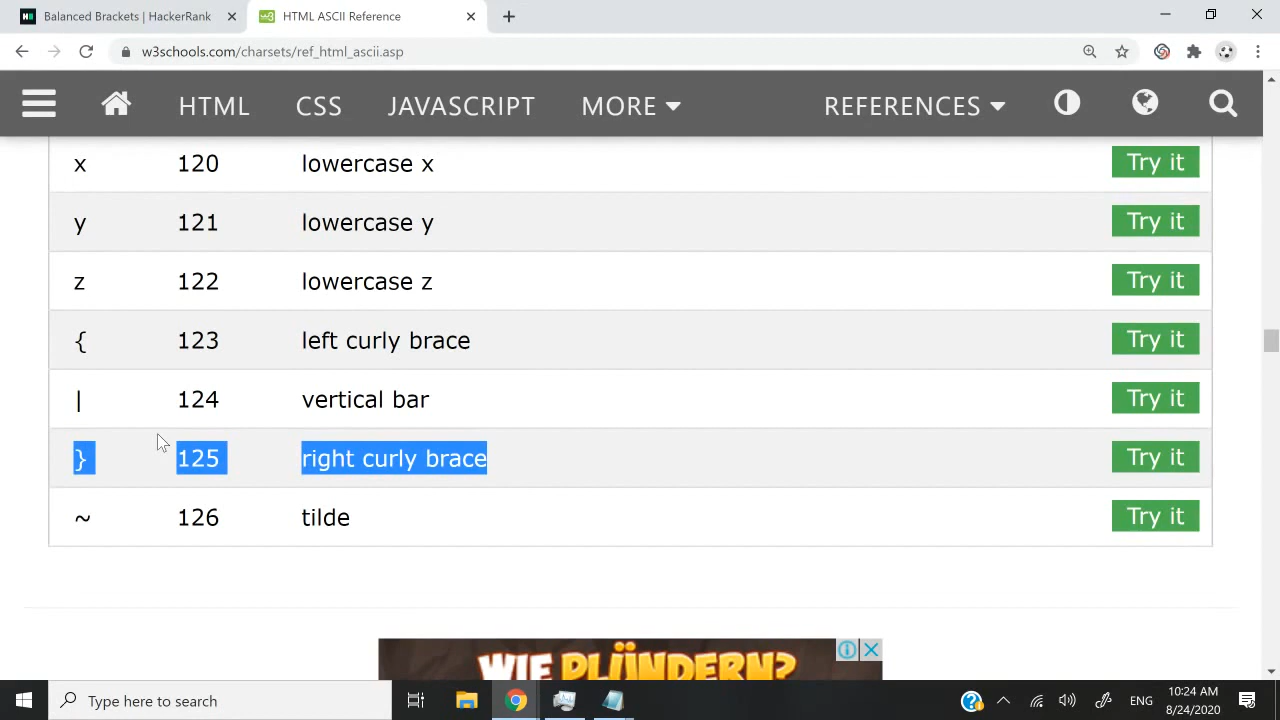 Balanced Brackets | HackerRank
HTML ASCII Reference
w3schools.com/charsets/ref_html_ascii.asp
HTML CSS JAVASCRIPT MORE REFERENCES
x 120 lowercase x Try it
y 121 lowercase y Try it
z 122 lowercase z Try it
{ 123 left curly brace Try it
| 124 vertical bar Try it
} 125 right curly brace Try it
~ 126 tilde Try it
WIE PLÜNDERN?
Type here to search
ENG
10:24 AM
8/24/2020